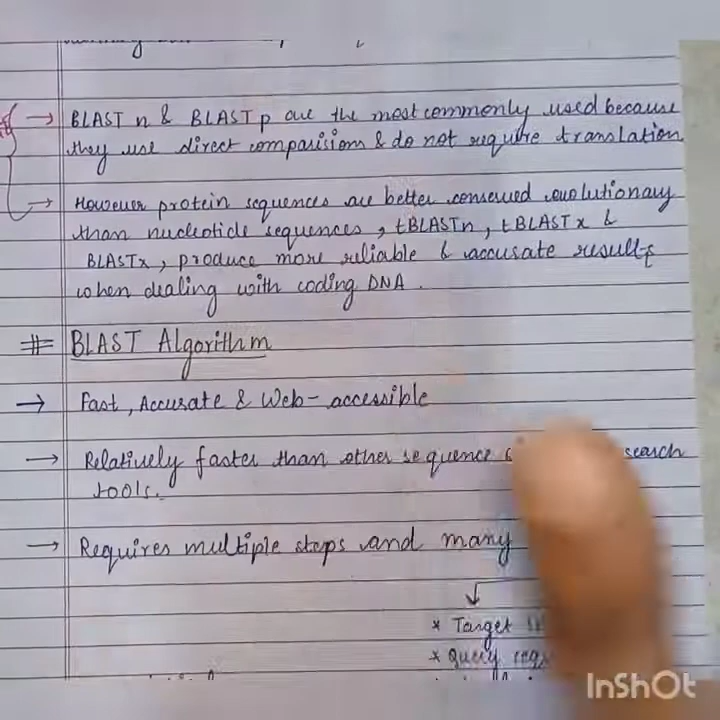 → BLAST n & BLAST p are the most commonly used because
they use direct comparisions & do not require translation
→ However protein sequences are better conserved evolutionary
than nucleotide sequences, tBLASTn, tBLASTx &
BLASTx, produce more reliable & accurate results
when dealing with coding DNA.
# BLAST Algorithm
→ Fast, Accurate & Web-accessible
→ Relatively faster than other sequence search
tools.
→ Requires multiple steps and many
↓
* Target
* Query
InShOt